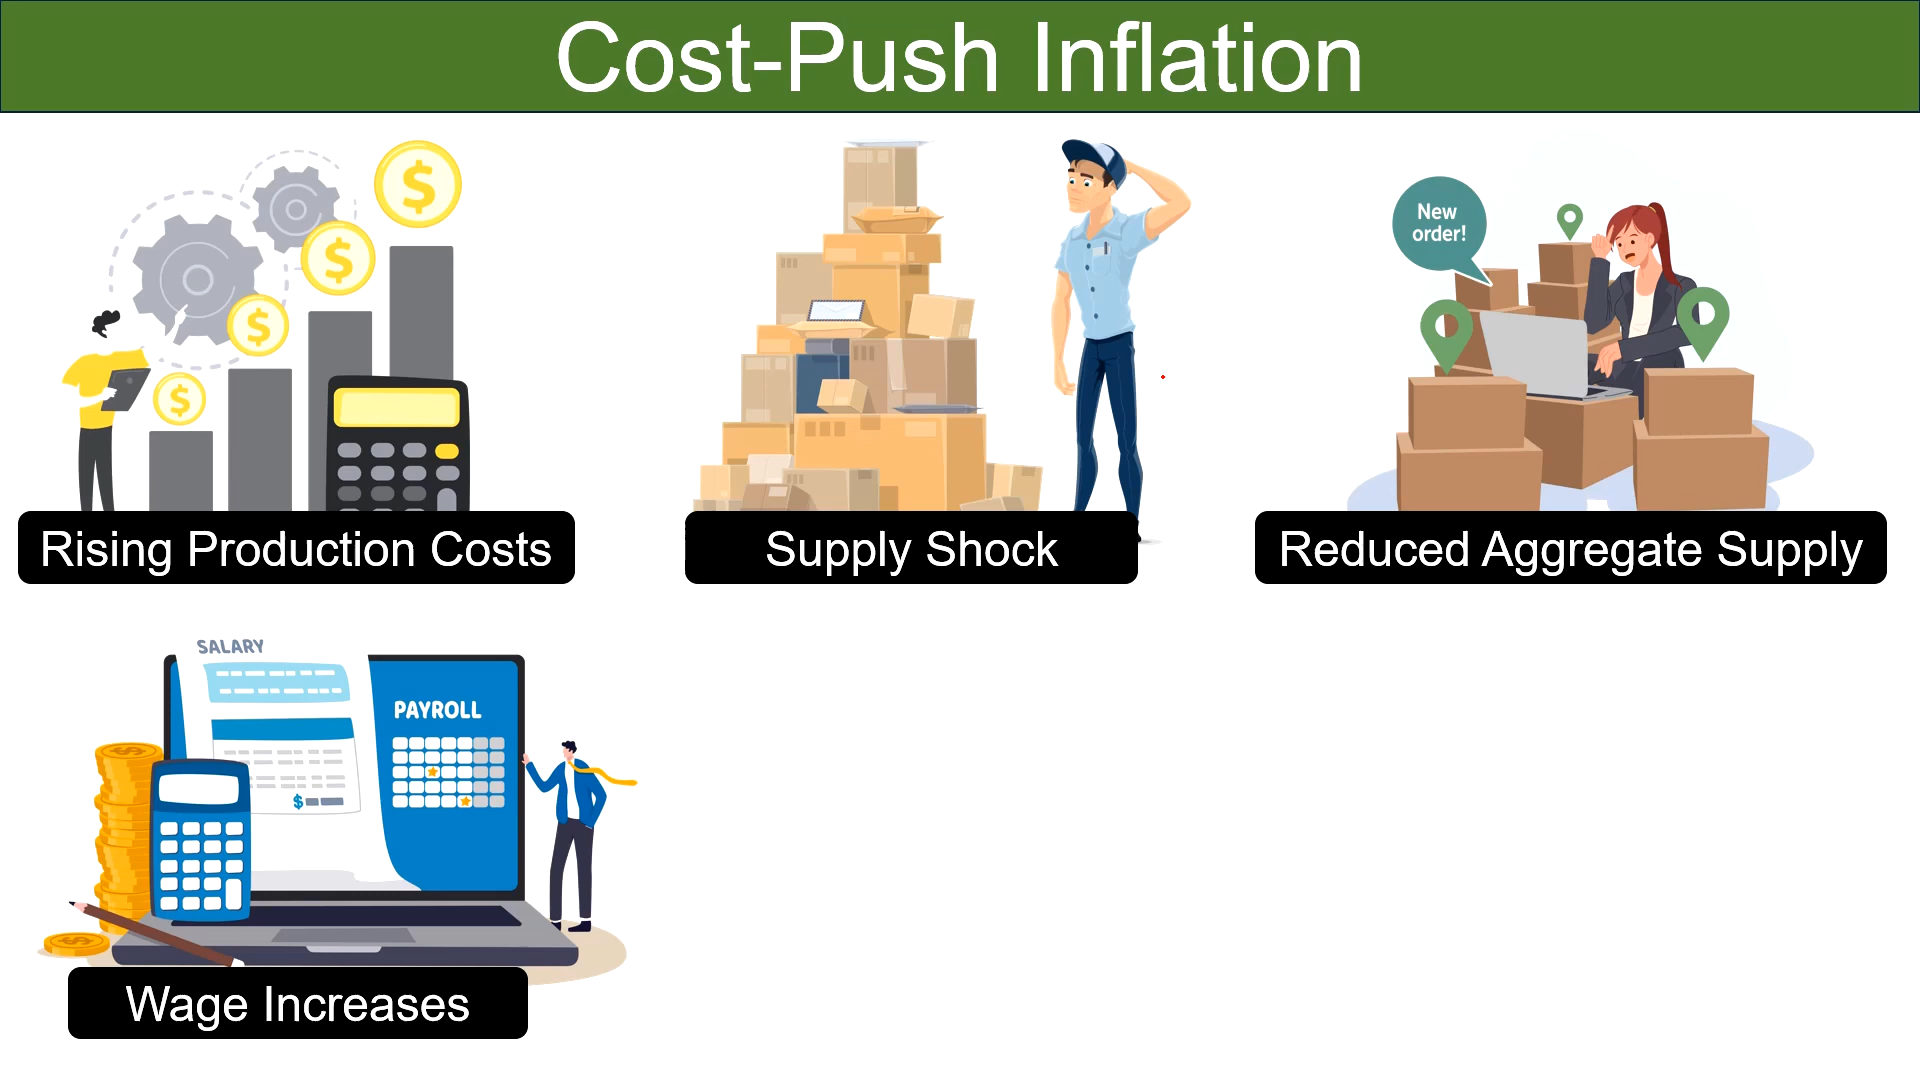 Cost-Push Inflation
$
$
$
$
New
order!
Rising Production Costs
Supply Shock
Reduced Aggregate Supply
SALARY
PAYROLL
$
$
$
Wage Increases